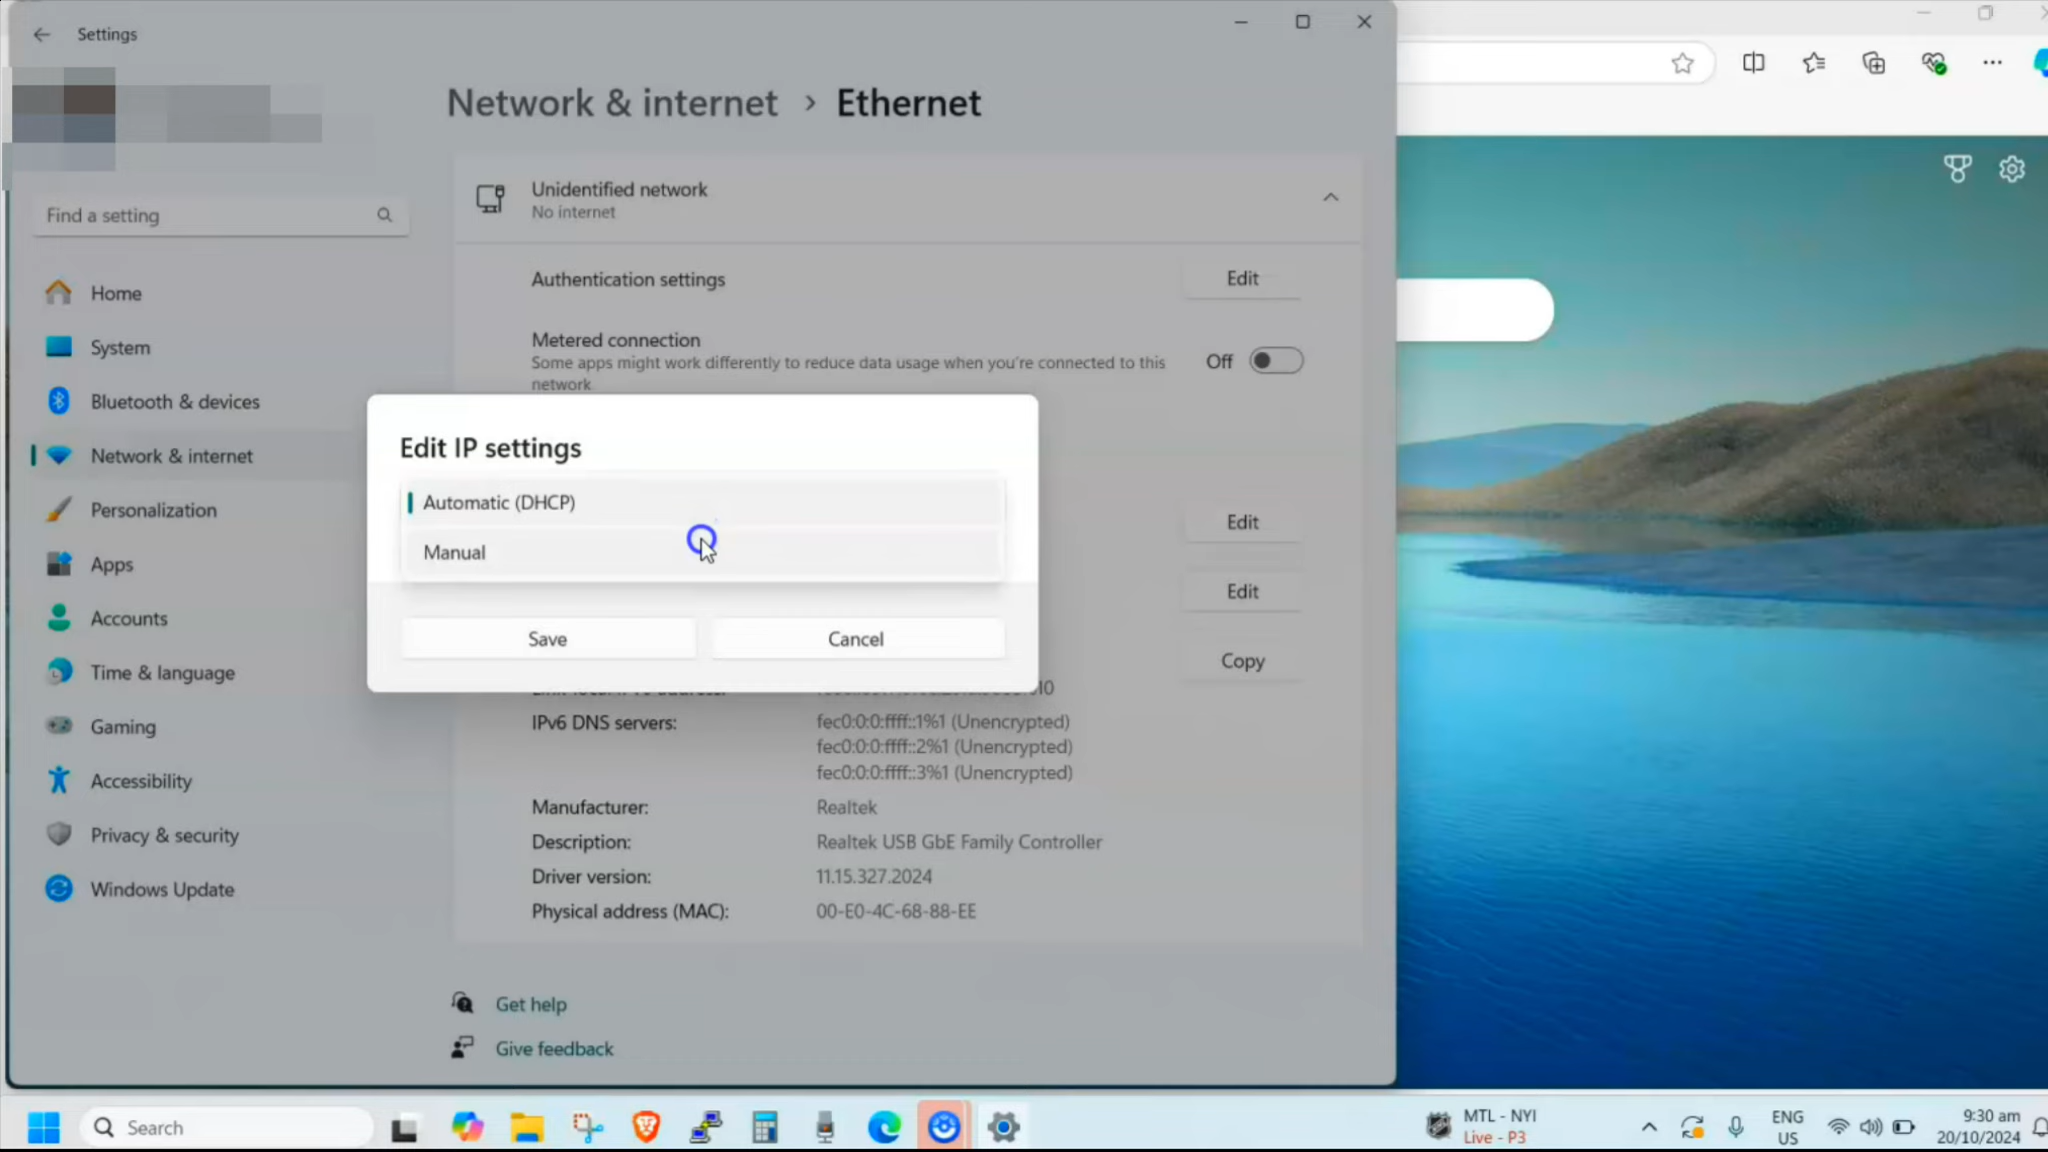 Settings
Network & internet > Ethernet
Find a setting
Home
System
Bluetooth & devices
Network & internet
Personalization
Apps
Accounts
Time & language
Gaming
Accessibility
Privacy & security
Windows Update
Unidentified network
No internet
Authentication settings
Edit
Metered connection
Some apps might work differently to reduce data usage when you're connected to this
network
Off
Edit IP settings
Automatic (DHCP)
Manual
Save
Cancel
Edit
Edit
Copy
IPv6 DNS servers:
fec0:0:0:ffff::1%1 (Unencrypted)
fec0:0:0:ffff::2%1 (Unencrypted)
fec0:0:0:ffff::3%1 (Unencrypted)
Manufacturer:
Realtek
Description:
Realtek USB GbE Family Controller
Driver version:
11.15.327.2024
Physical address (MAC):
00-E0-4C-68-88-EE
Get help
Give feedback
Search
MTL - NYI
Live - P3
ENG
US
9:30 am
20/10/2024